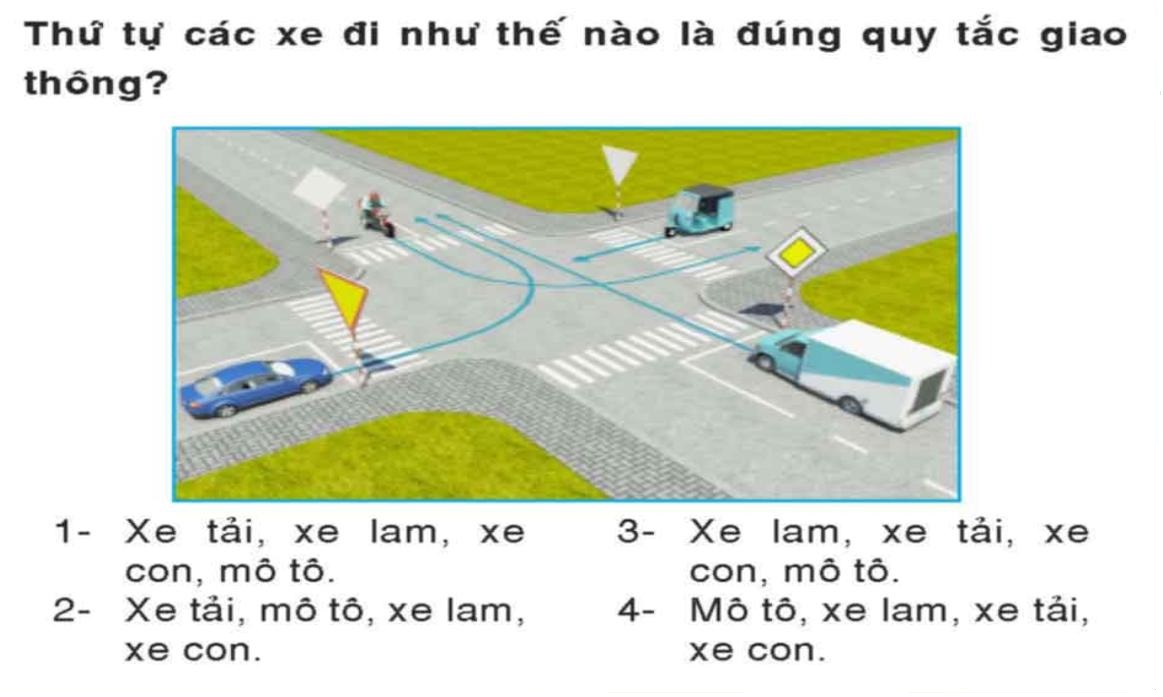 Thứ tự các xe đi như thế nào là đúng quy tắc giao
thông?
1- Xe tải, xe lam, xe
con, mô tô.
2- Xe tải, mô tô, xe lam,
xe con.
3- Xe lam, xe tải, xe
con, mô tô.
4- Mô tô, xe lam, xe tải,
xe con.